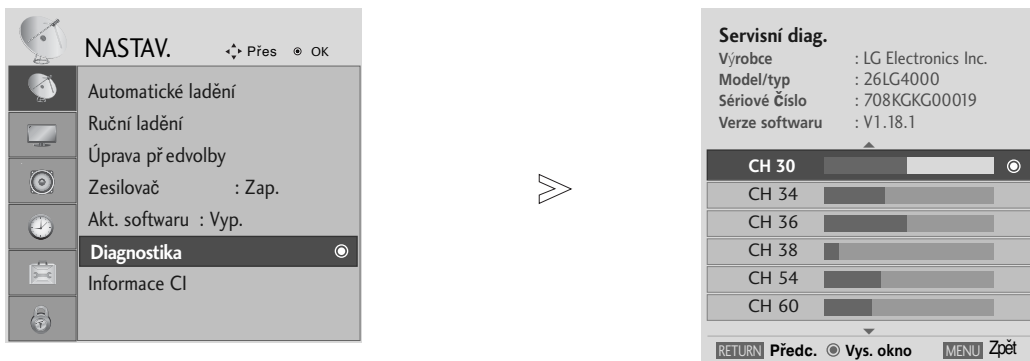 NASTAV. Přes OK
Automatické ladění
Ruční ladění
Úprava př edvolby
Zesilovač : Zap.
Akt. softwaru : Vyp.
Diagnostika
Informace CI
Servisní diag.
Výrobce : LG Electronics Inc.
Model/typ : 26LG4000
Sériové Číslo : 708KGKG00019
Verze softwaru : V1.18.1
CH 30
CH 34
CH 36
CH 38
CH 54
CH 60
RETURN Předc. Vys. okno MENU Zpět